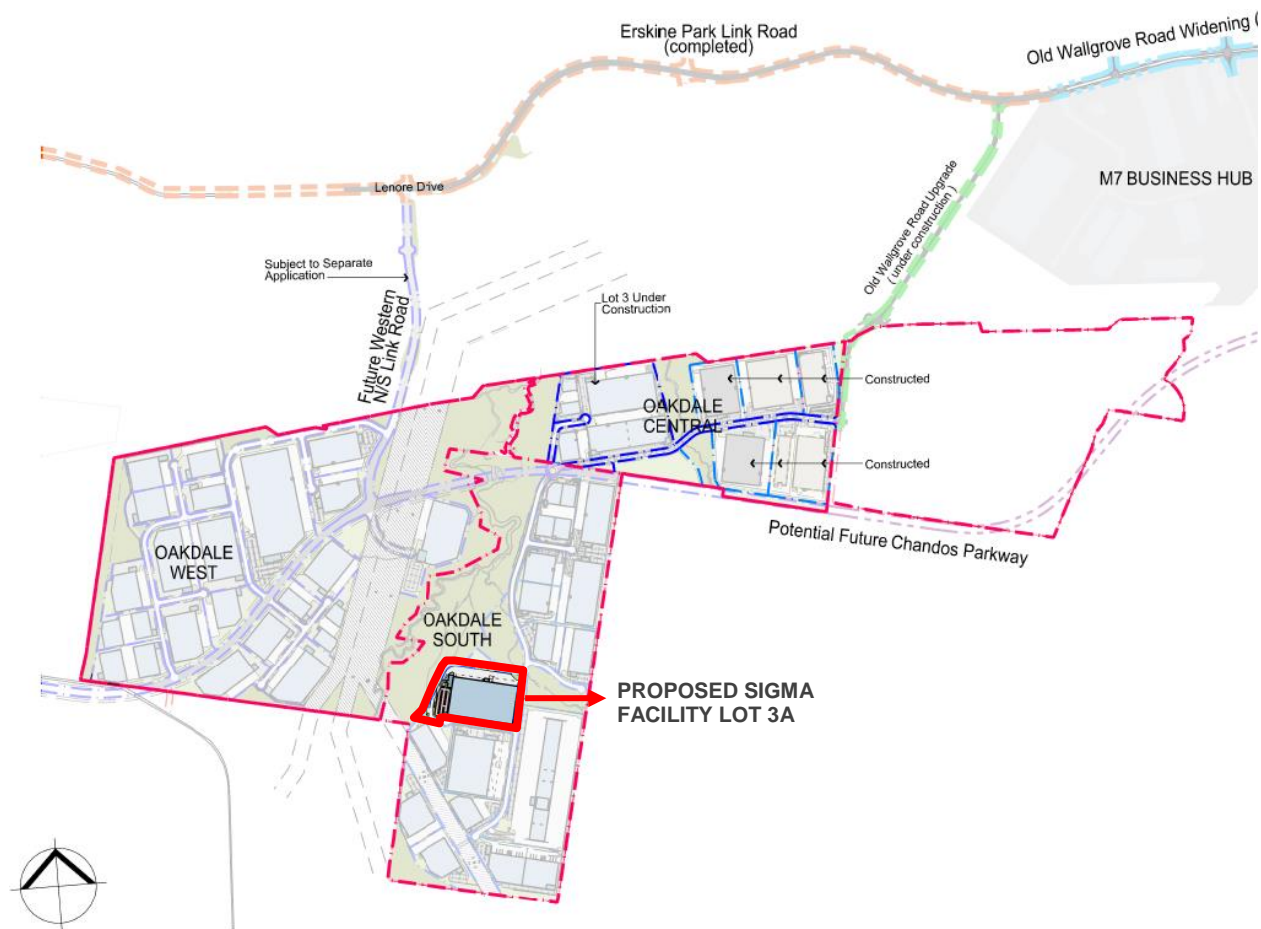 Erskine Park Link Road
(completed)
Old Wallgrove Road Widening (
M7 BUSINESS HUB
Lenore Drive
Old Wallgrove Road Upgrade
( under construction )
Subject to Separate
Application
Future Western
N/S Link Road
Lot 3 Under
Construction
Constructed
OAKDALE
CENTRAL
Constructed
Potential Future Chandos Parkway
OAKDALE
WEST
OAKDALE
SOUTH
PROPOSED SIGMA
FACILITY LOT 3A